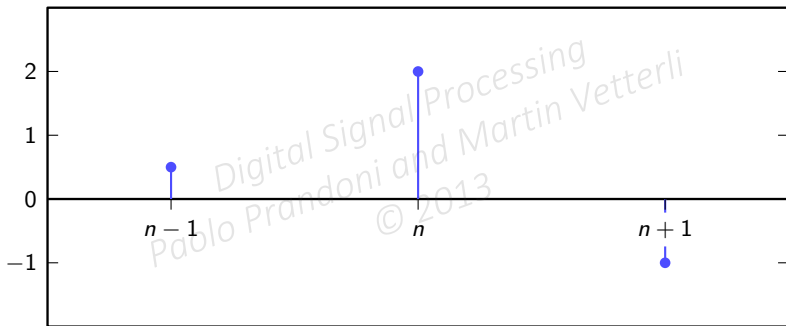 2
1
0
−1
n − 1
n
n + 1
Digital Signal Processing
Paolo Prandoni and Martin Vetterli
© 2013